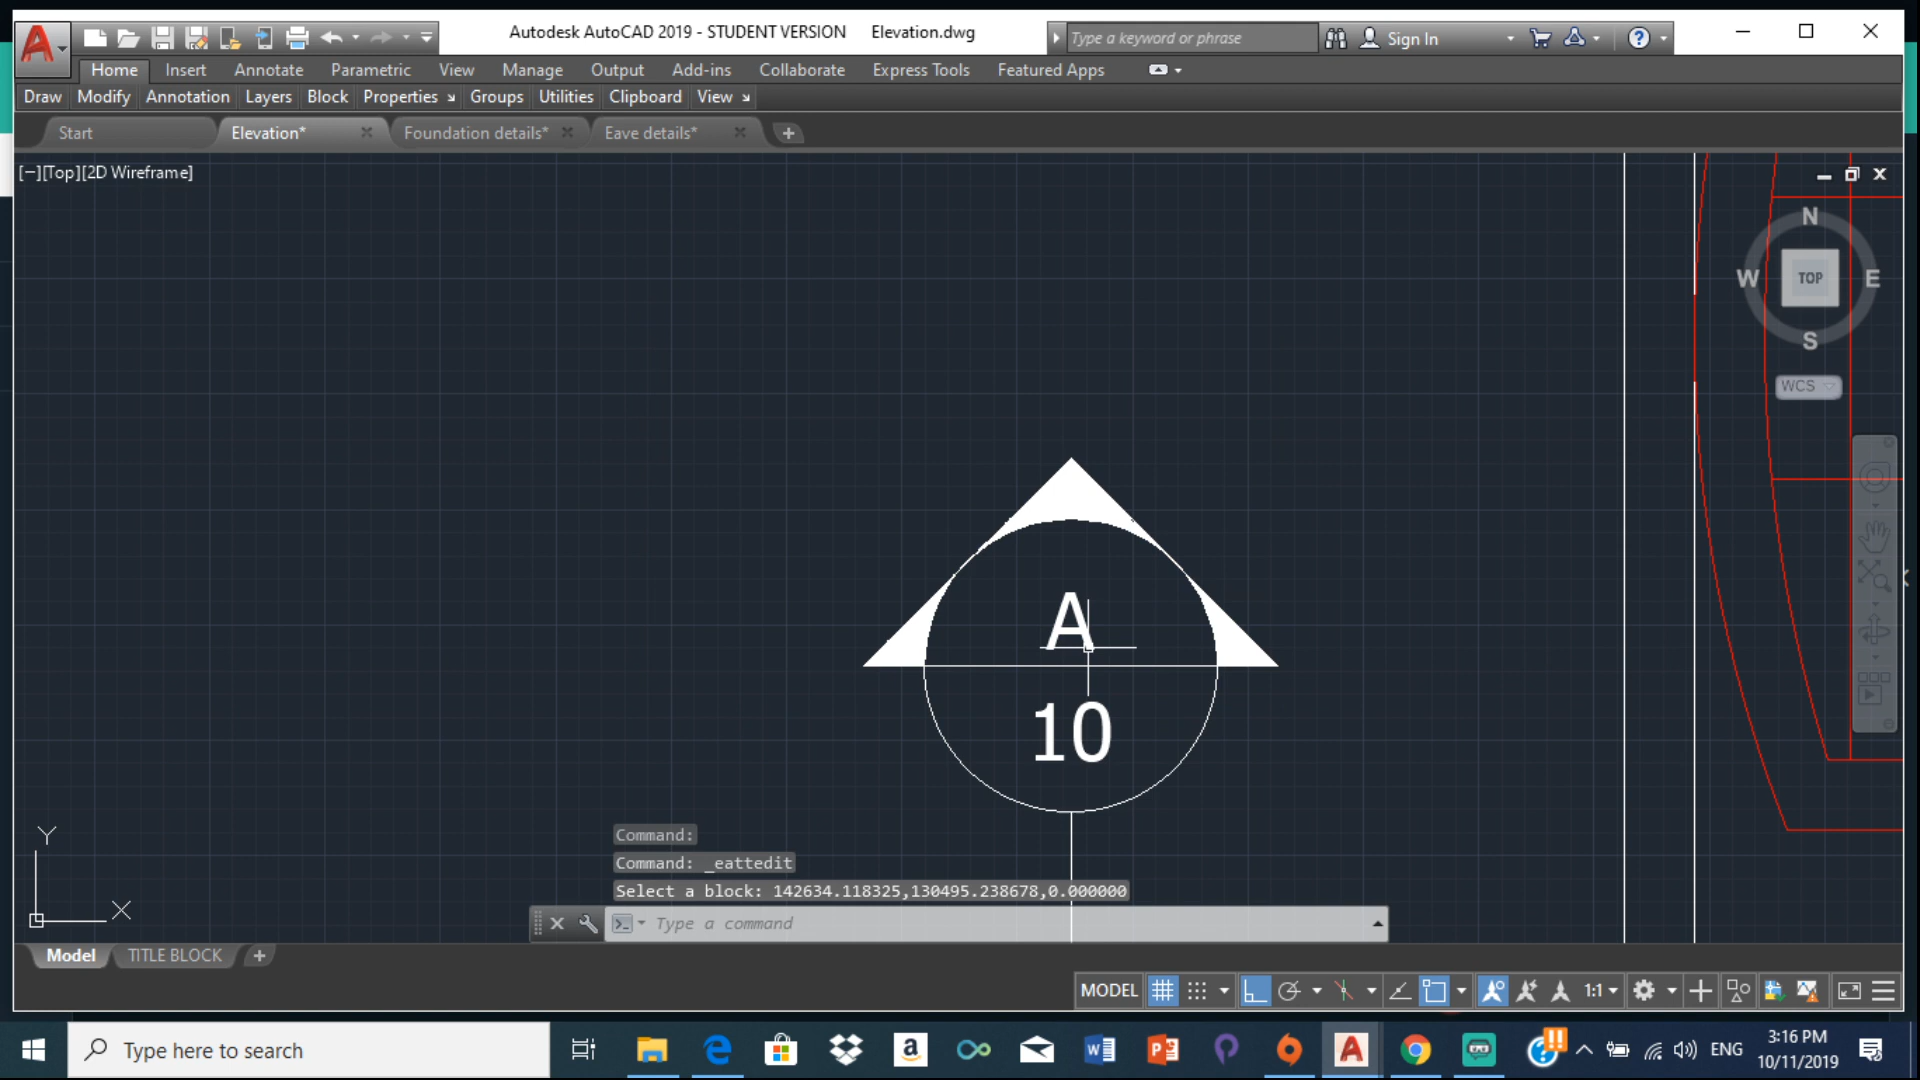 Autodesk AutoCAD 2019 - STUDENT VERSION Elevation.dwg
Type a keyword or phrase
Sign In
Home Insert Annotate Parametric View Manage Output Add-ins Collaborate Express Tools Featured Apps
Draw Modify Annotation Layers Block Properties Groups Utilities Clipboard View
Start Elevation* Foundation details* Eave details*
[−][Top][2D Wireframe]
N
W TOP E
S
WCS
A
10
Y
X
Command:
Command: _eattedit
Select a block: 142634.118325,130495.238678,0.000000
Type a command
Model TITLE BLOCK
MODEL 1:1
Type here to search
ENG
3:16 PM
10/11/2019